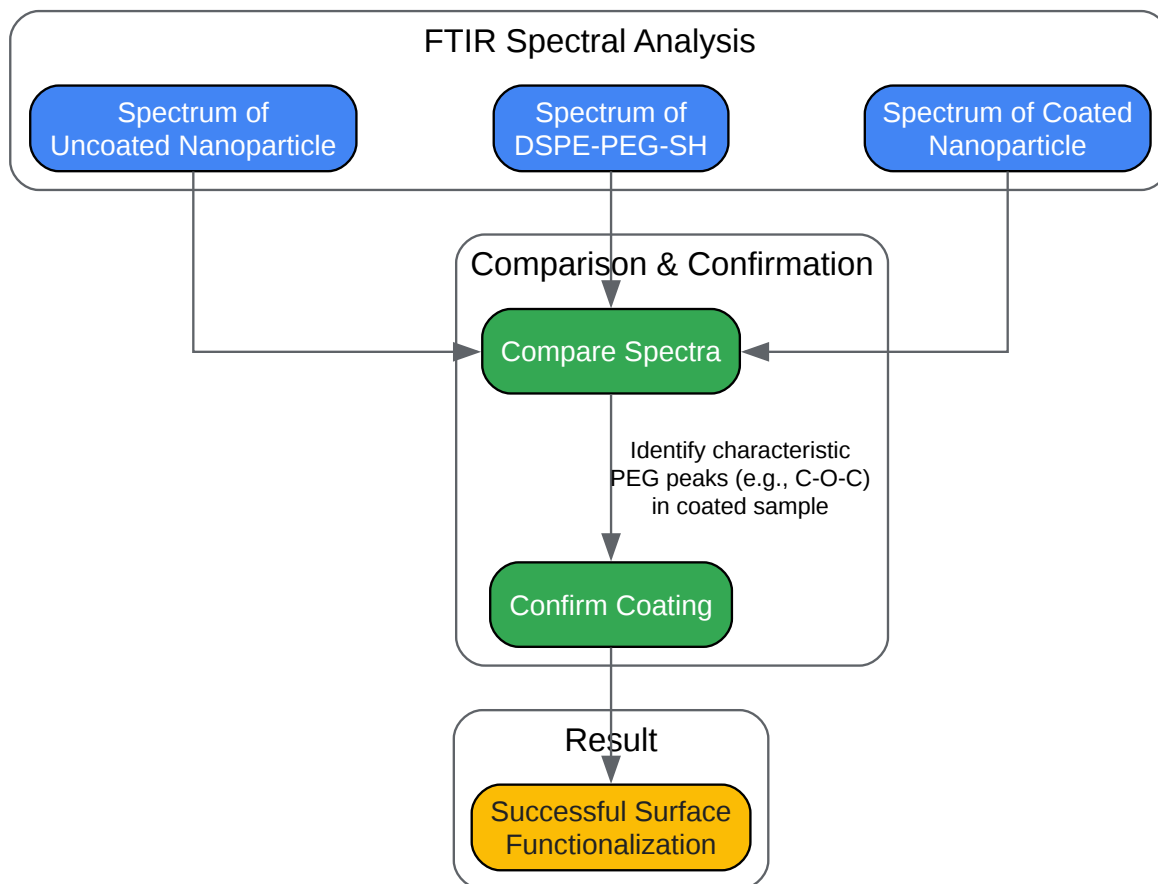 FTIR Spectral Analysis
Spectrum of
Uncoated Nanoparticle
Spectrum of
DSPE-PEG-SH
Spectrum of Coated
Nanoparticle
Comparison & Confirmation
Compare Spectra
Identify characteristic
PEG peaks (e.g., C-O-C)
in coated sample
Confirm Coating
Result
Successful Surface
Functionalization